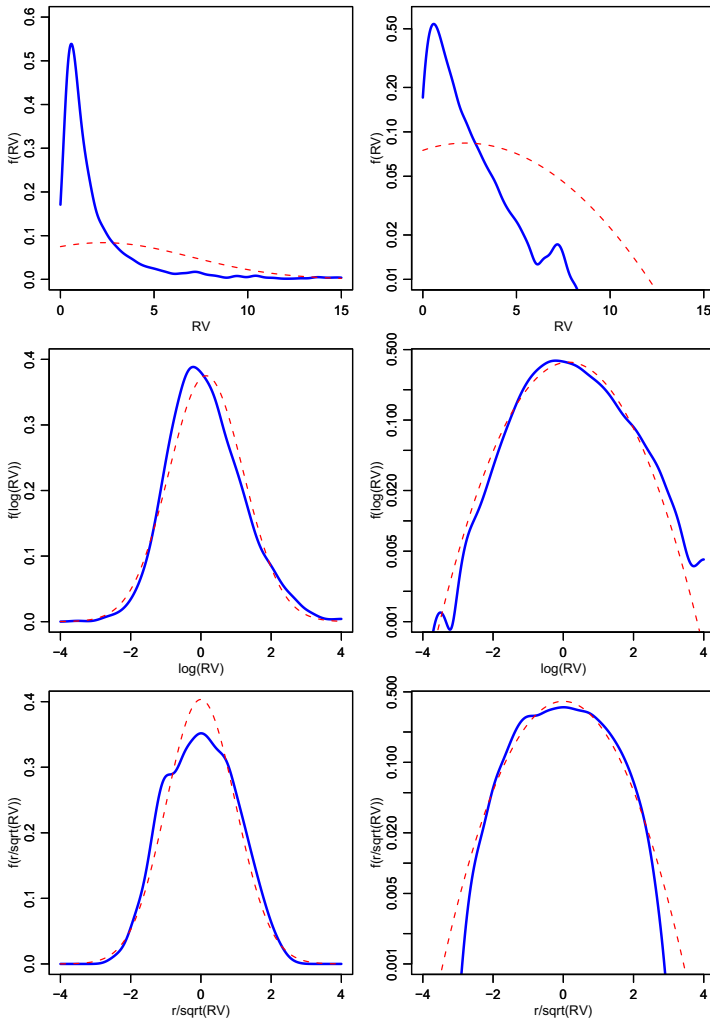 0.0 0.1 0.2 0.3 0.4 0.5 0.6
f(RV)
0 5 10 15
RV
0.01 0.02 0.05 0.10 0.20 0.50
f(RV)
0 5 10 15
RV
0.0 0.1 0.2 0.3 0.4
f(log(RV))
−4 −2 0 2 4
log(RV)
0.001 0.005 0.020 0.100 0.500
f(log(RV))
−4 −2 0 2 4
log(RV)
0.0 0.1 0.2 0.3 0.4
f(r/sqrt(RV))
−4 −2 0 2 4
r/sqrt(RV)
0.001 0.005 0.020 0.100 0.500
f(r/sqrt(RV))
−4 −2 0 2 4
r/sqrt(RV)